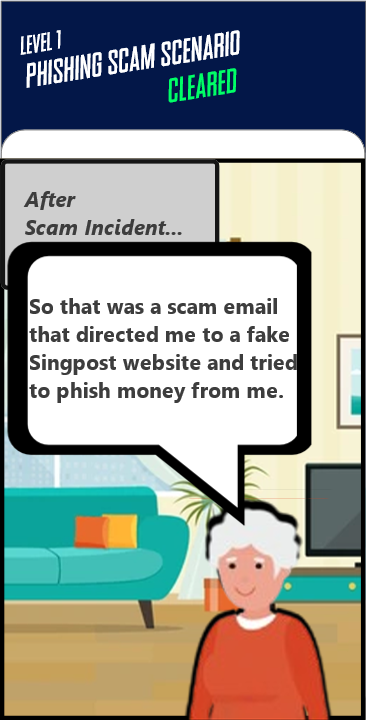 LEVEL 1
PHISHING SCAM SCENARIO
CLEARED
After
Scam Incident...
So that was a scam email
that directed me to a fake
Singpost website and tried
to phish money from me.